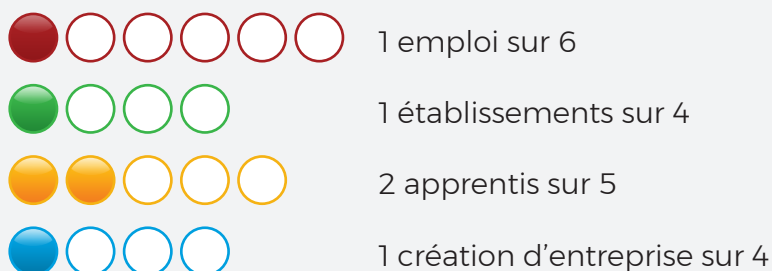 1 emploi sur 6
1 établissements sur 4
2 apprentis sur 5
1 création d’entreprise sur 4